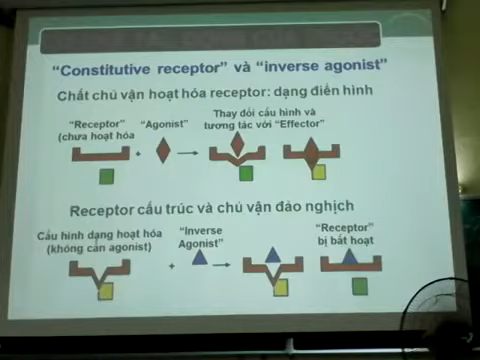 “Constitutive receptor” và “inverse agonist”
Chất chủ vận hoạt hóa receptor: dạng điển hình
“Receptor”
(chưa hoạt hóa
“Agonist”
Thay đổi cấu hình và
tương tác với “Effector”
+
Receptor cấu trúc và chủ vận đảo nghịch
Cấu hình dạng hoạt hóa
(không cần agonist)
“Inverse
Agonist”
“Receptor”
bị bất hoạt
+